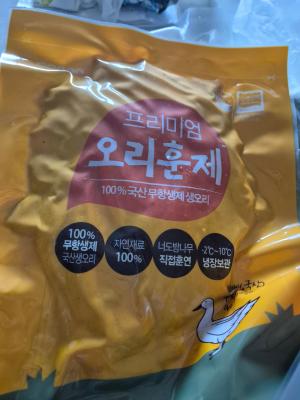 프리미엄
오리훈제
100% 국산 무항생제 생오리
100%
무항생제
국산생오리
자연재료
100%
너도밤나무
직접훈연
-2℃~10℃
냉장보관